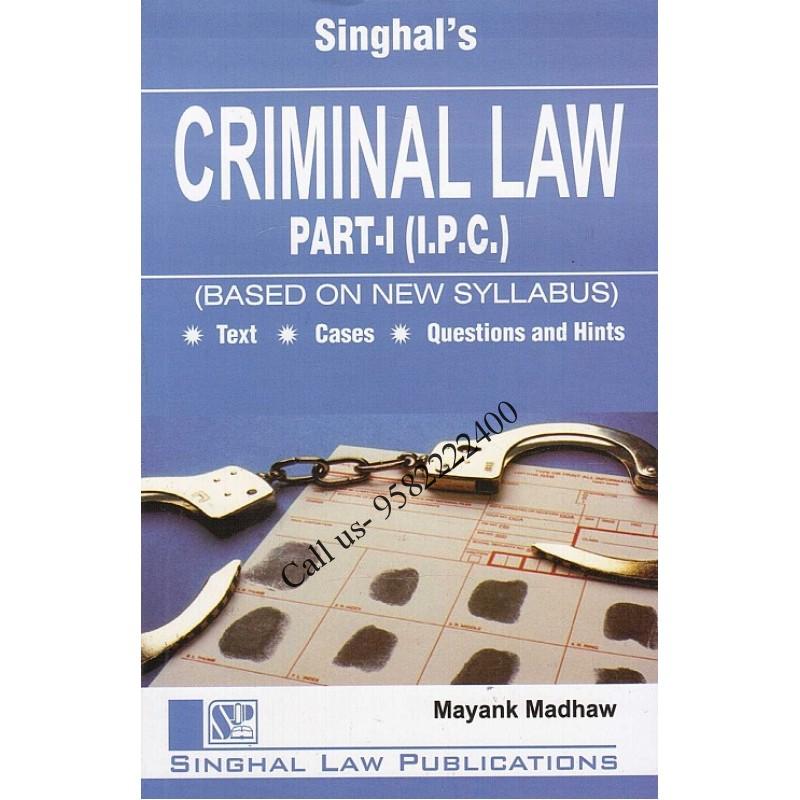 Singhal's
CRIMINAL LAW
PART-I (I.P.C.)
(BASED ON NEW SYLLABUS)
Text Cases Questions and Hints
Call us- 9582222400
Mayank Madhaw
SINGHAL LAW PUBLICATIONS